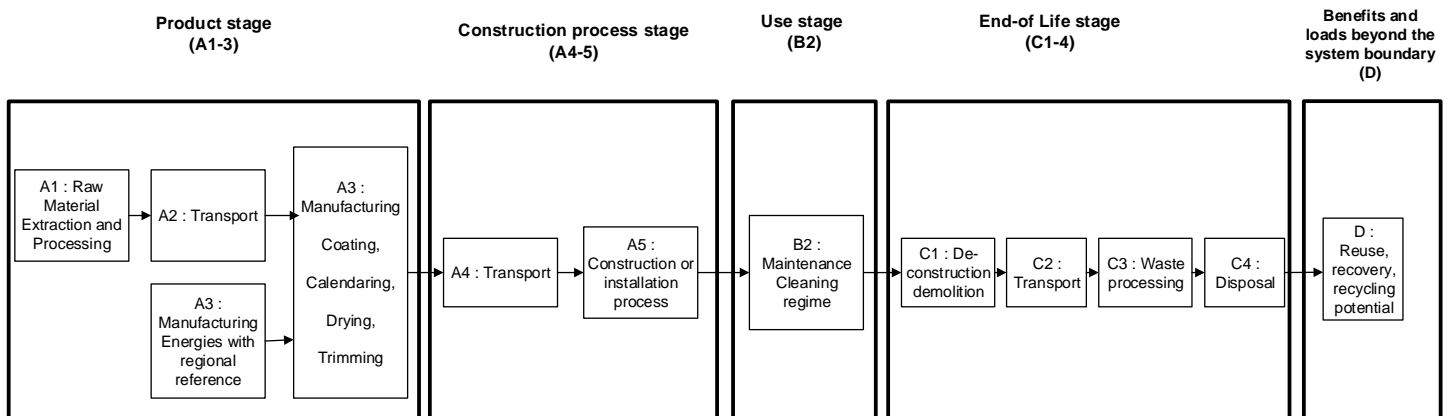 Product stage
(A1-3)
Construction process stage
(A4-5)
Use stage
(B2)
End-of Life stage
(C1-4)
Benefits and
loads beyond the
system boundary
(D)
A1 : Raw
Material
Extraction and
Processing
A2 : Transport
A3 :
Manufacturing
Energies with
regional
reference
A3 :
Manufacturing
Coating,
Calendaring,
Drying,
Trimming
A4 : Transport
A5 :
Construction or
installation
process
B2 :
Maintenance
Cleaning
regime
C1 : De-
construction
demolition
C2 :
Transport
C3 : Waste
processing
C4 :
Disposal
D :
Reuse,
recovery,
recycling
potential